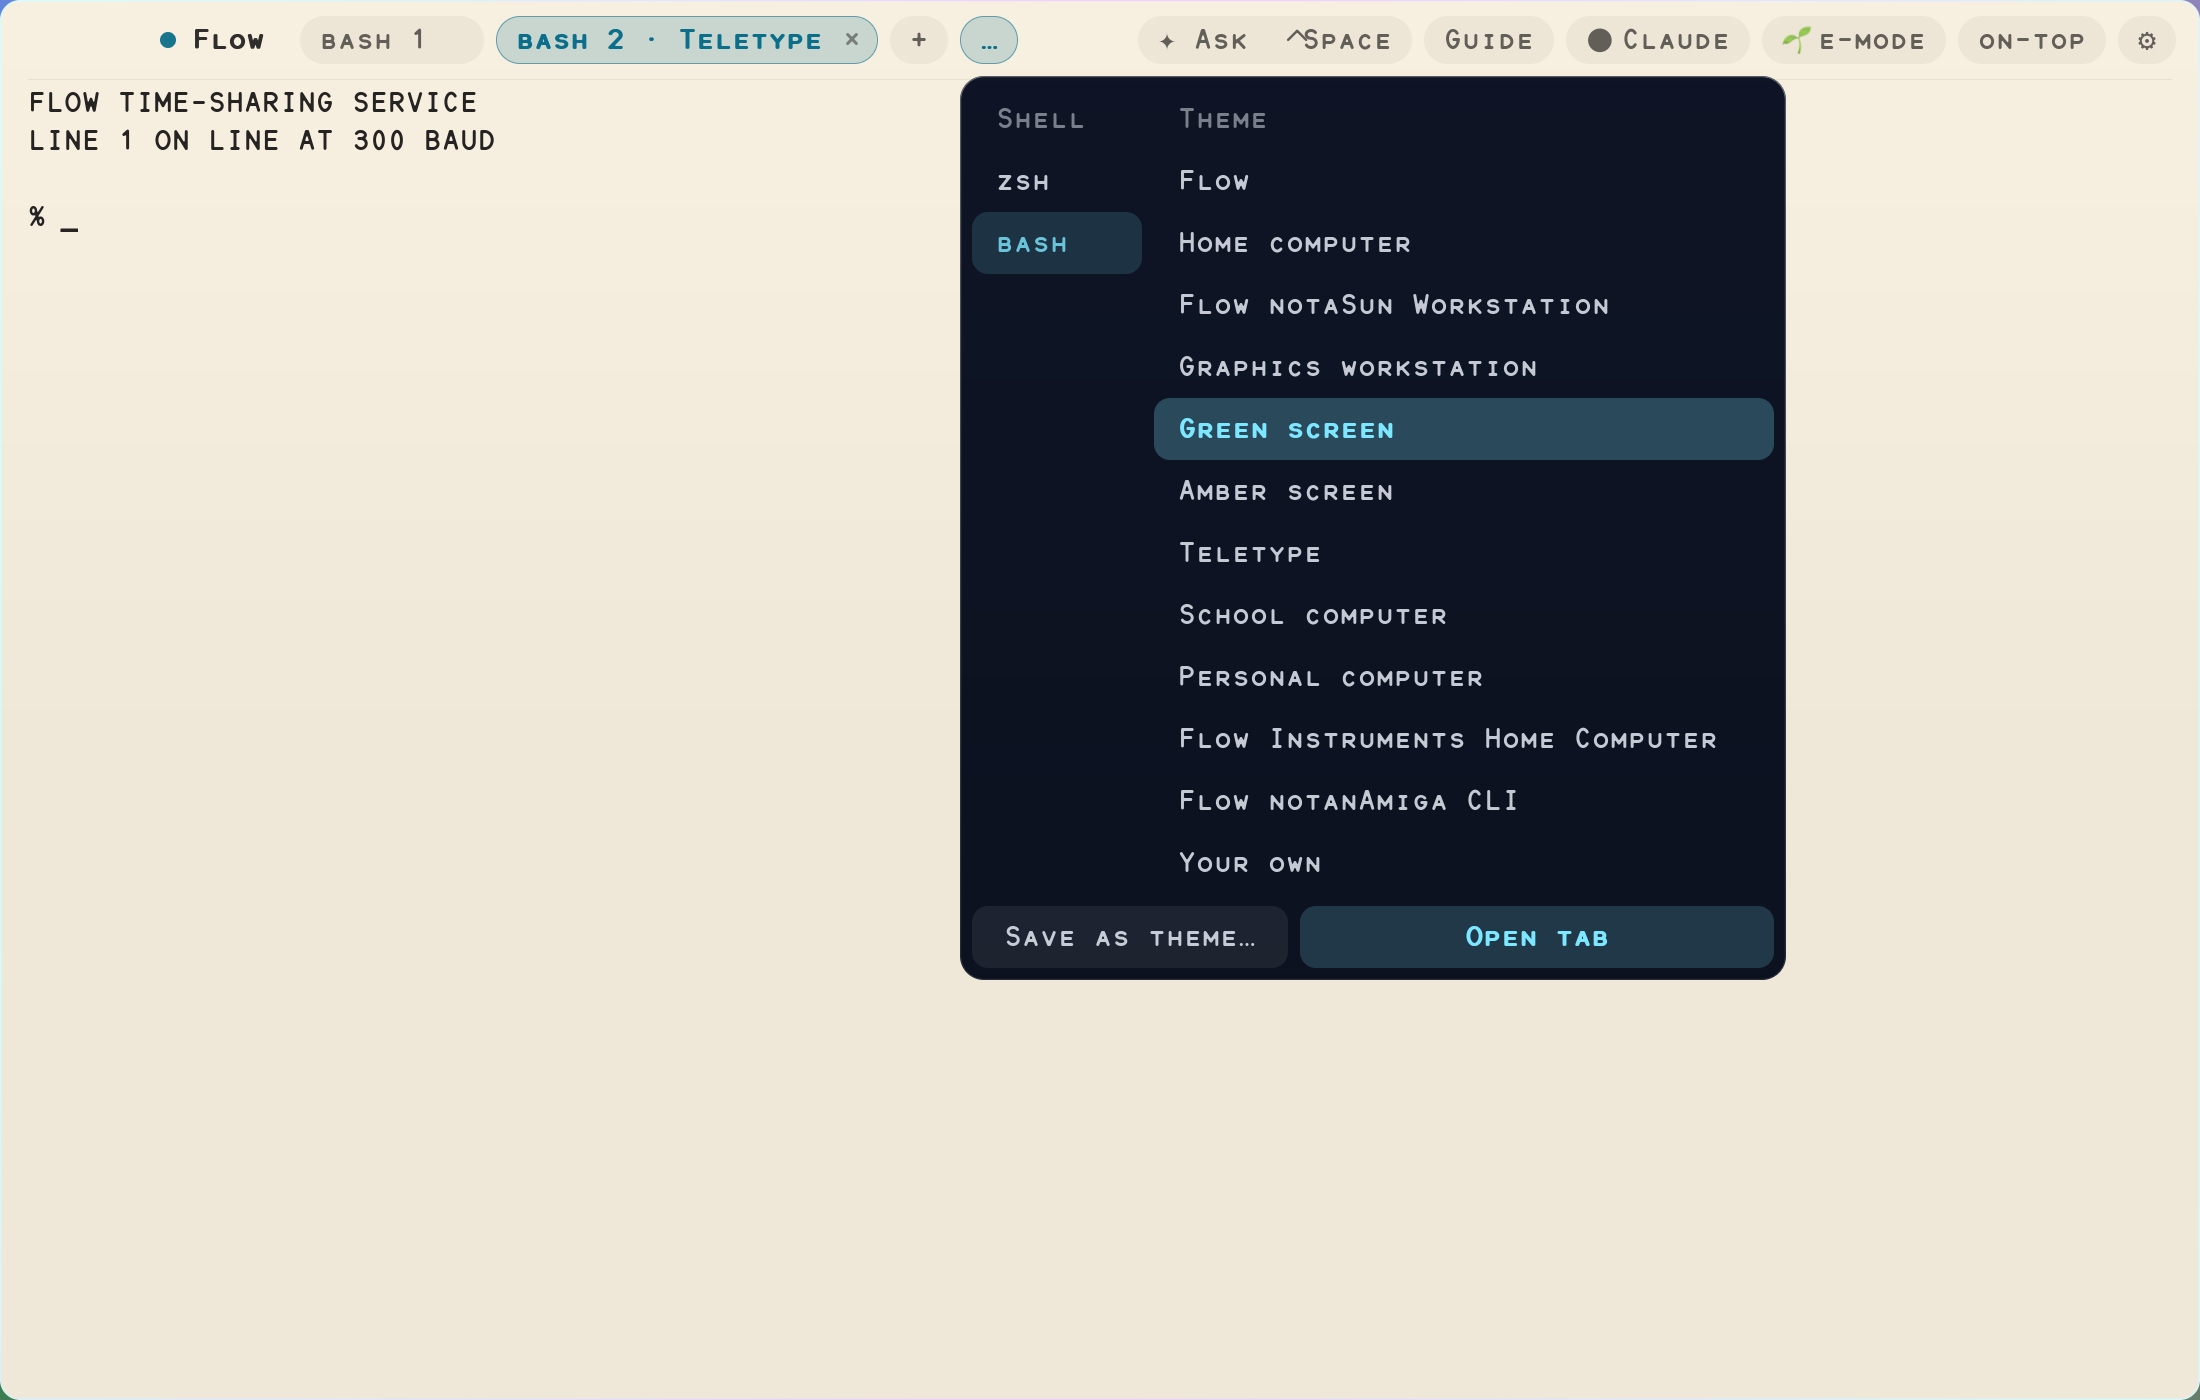 Flow bash 1 bash 2 · Teletype × + … ✦ Ask ^Space Guide ● Claude 🌱 e-mode on-top ⚙
FLOW TIME-SHARING SERVICE
LINE 1 ON LINE AT 300 BAUD
% _
Shell Theme
zsh Flow
bash Home computer
Flow notaSun Workstation
Graphics workstation
Green screen
Amber screen
Teletype
School computer
Personal computer
Flow Instruments Home Computer
Flow notanAmiga CLI
Your own
Save as theme… Open tab